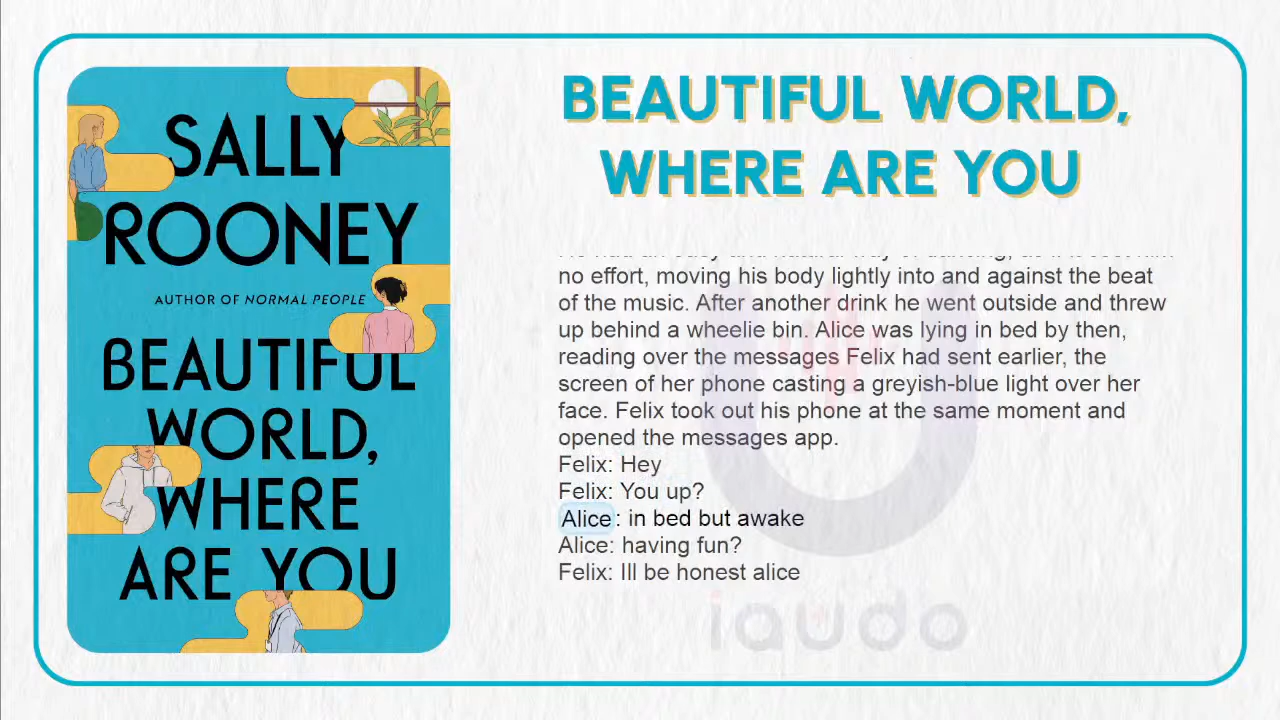 SALLY
ROONEY
AUTHOR OF NORMAL PEOPLE
BEAUTIFUL
WORLD,
WHERE
ARE YOU
BEAUTIFUL WORLD,
WHERE ARE YOU
no effort, moving his body lightly into and against the beat
of the music. After another drink he went outside and threw
up behind a wheelie bin. Alice was lying in bed by then,
reading over the messages Felix had sent earlier, the
screen of her phone casting a greyish-blue light over her
face. Felix took out his phone at the same moment and
opened the messages app.
Felix: Hey
Felix: You up?
Alice: in bed but awake
Alice: having fun?
Felix: Ill be honest alice
iaudo